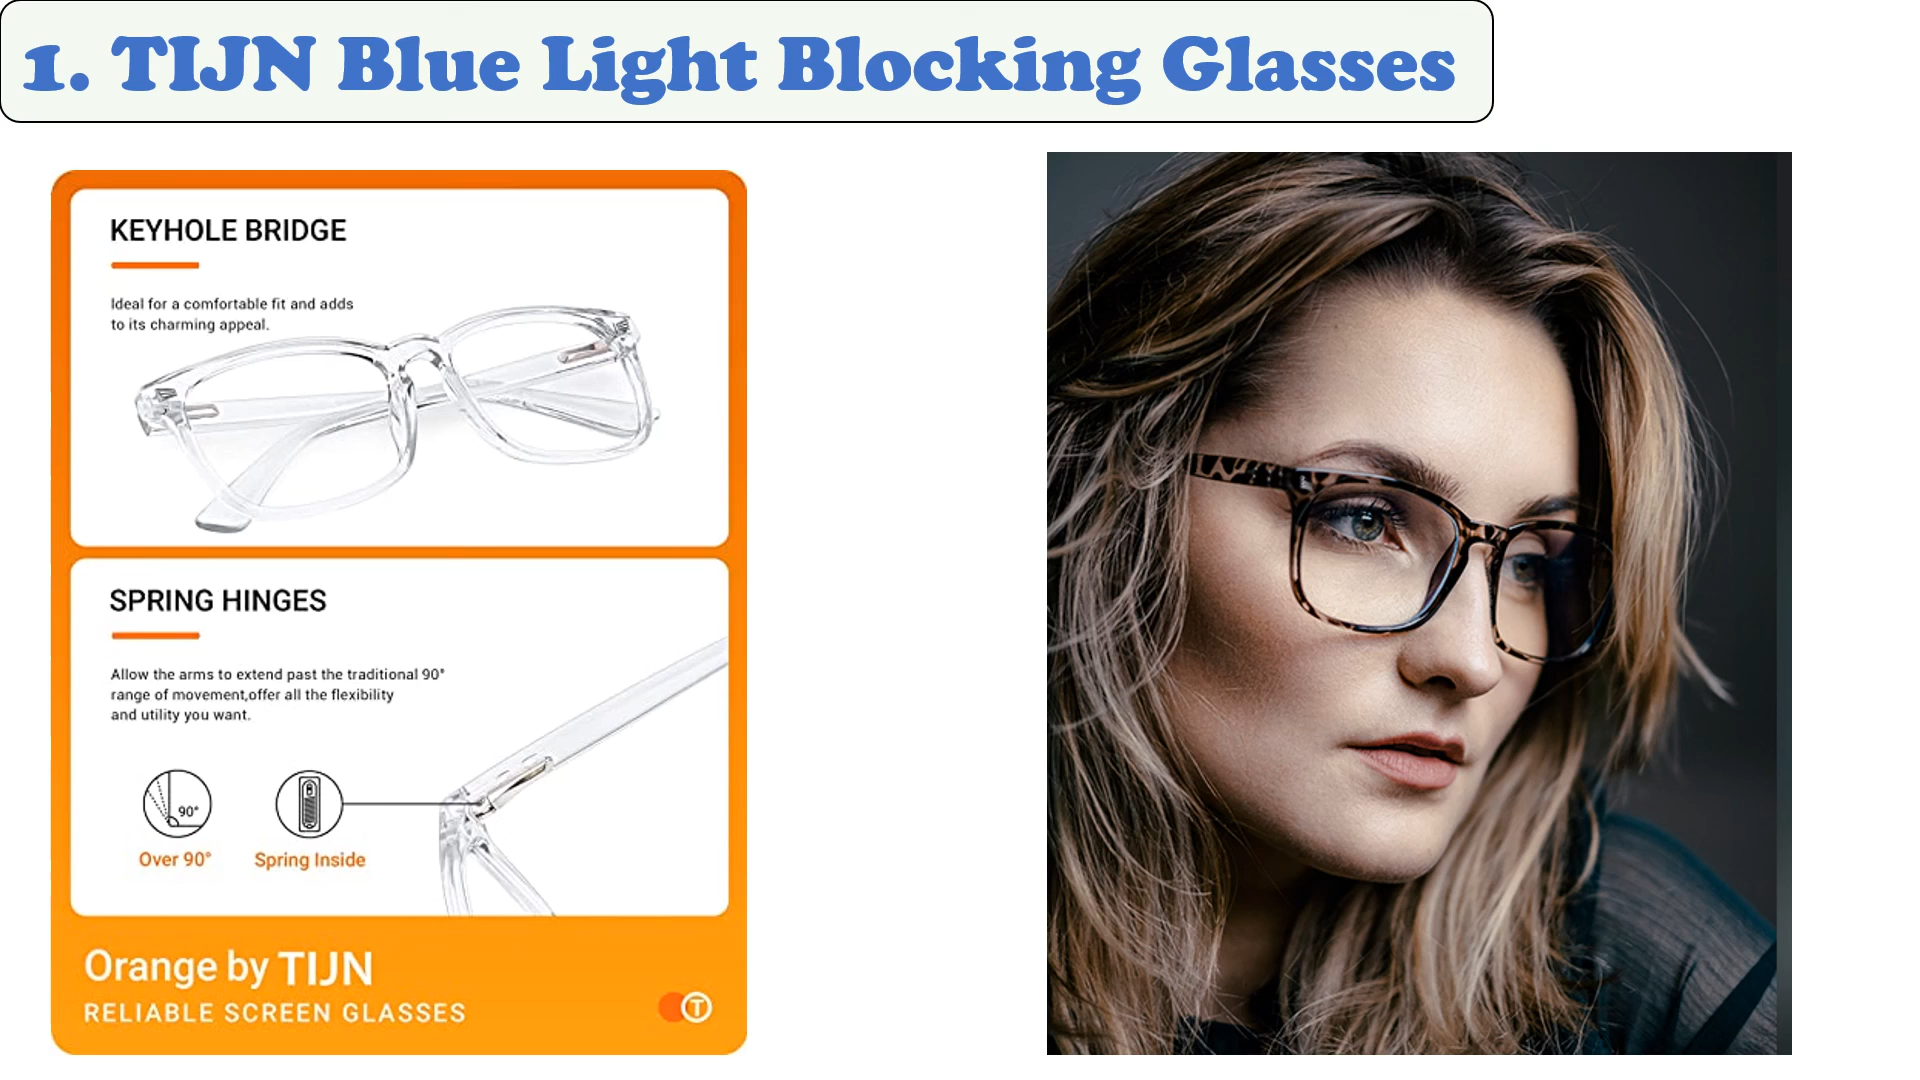 1. TIJN Blue Light Blocking Glasses
KEYHOLE BRIDGE
Ideal for a comfortable fit and adds
to its charming appeal.
SPRING HINGES
Allow the arms to extend past the traditional 90°
range of movement,offer all the flexibility
and utility you want.
90°
Over 90°
Spring Inside
Orange by TIJN
RELIABLE SCREEN GLASSES
T